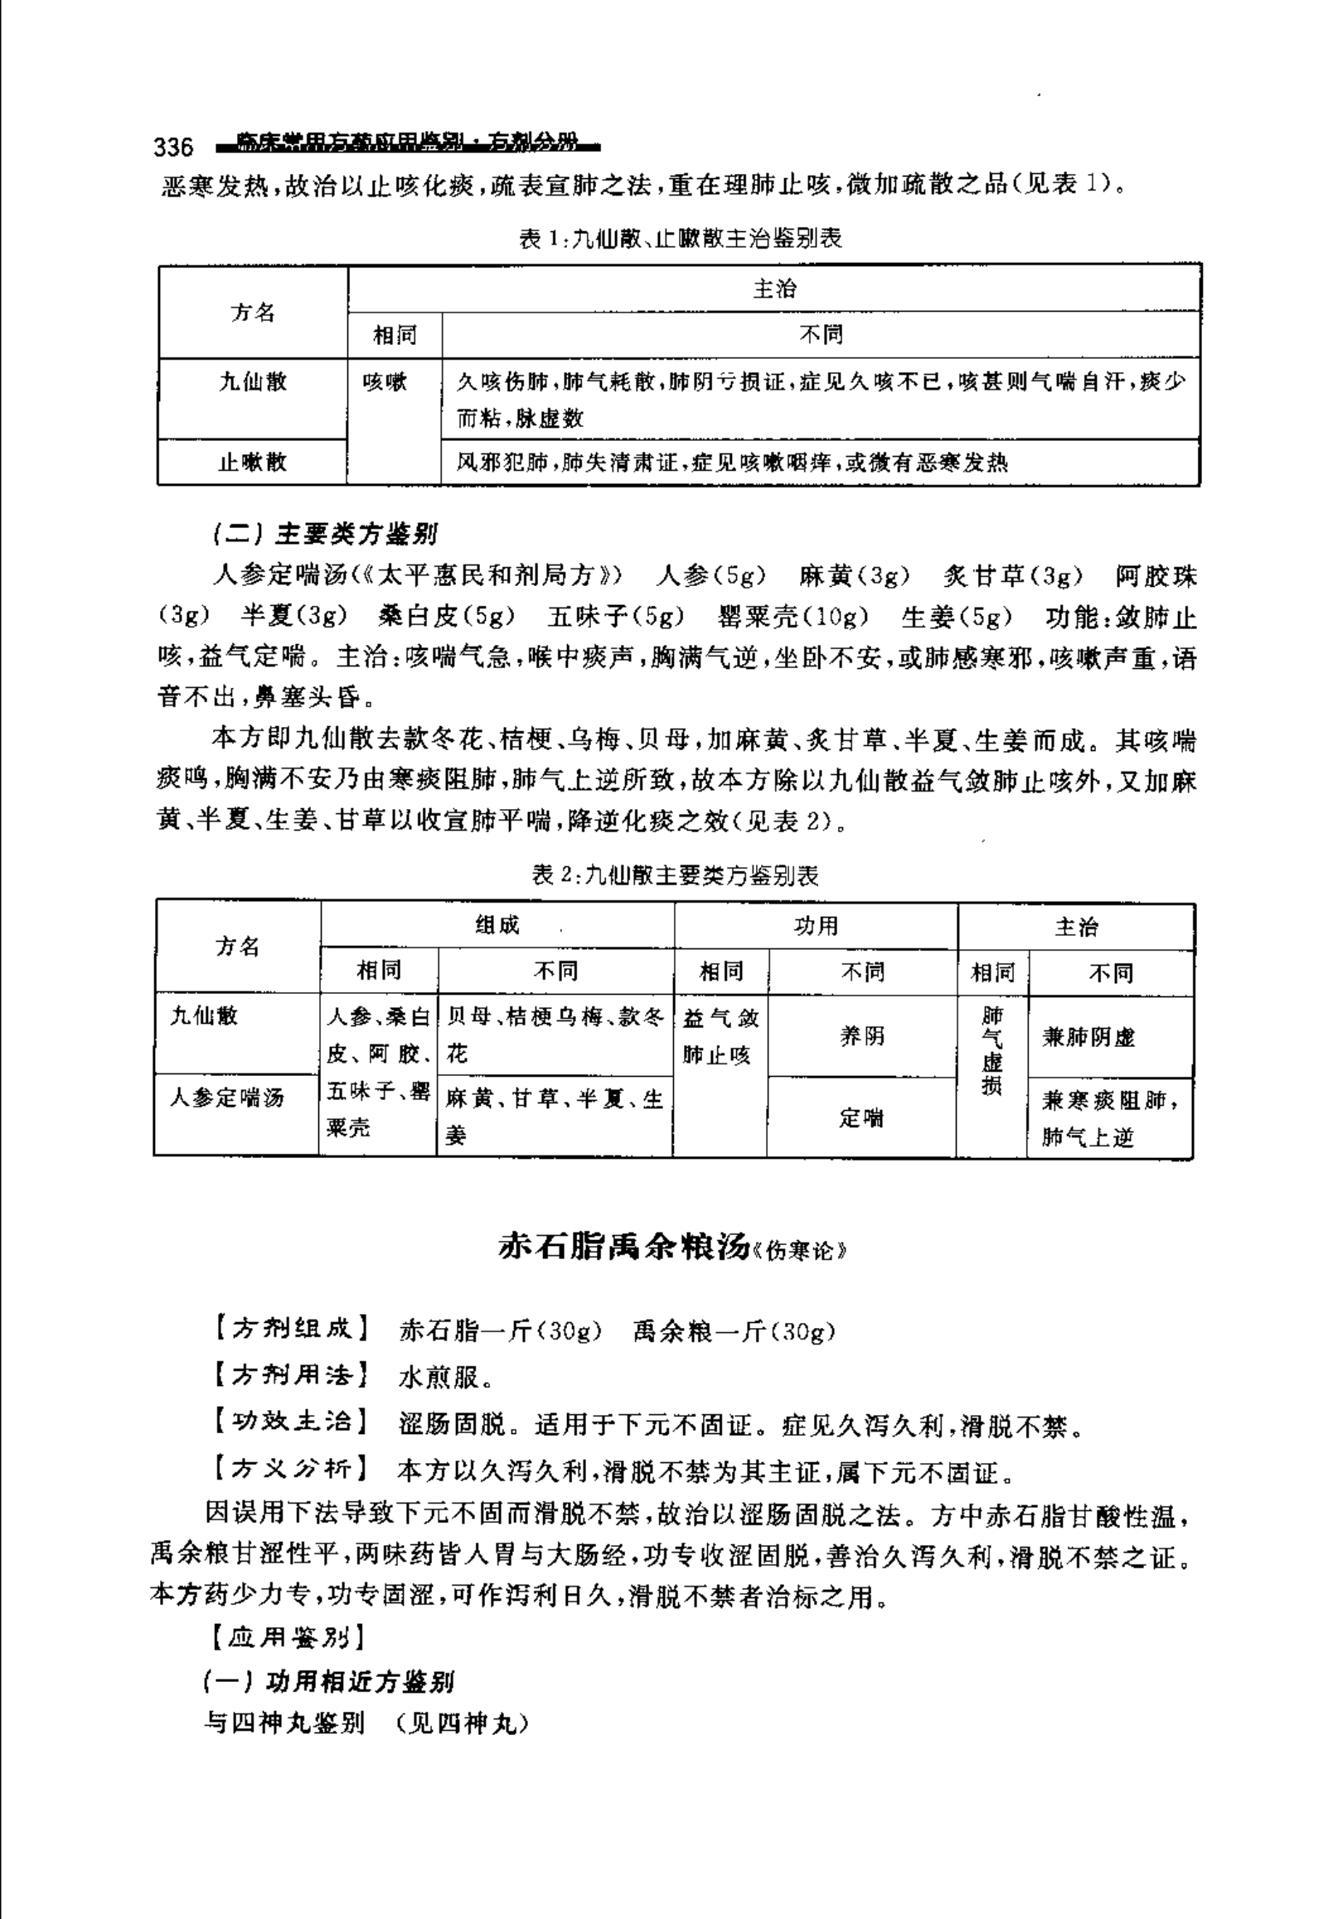 336 临床常用方药应用鉴别·方剂分册
恶寒发热,故治以止咳化痰,疏表宣肺之法,重在理肺止咳,微加疏散之品(见表1)。
表1:九仙散、止嗽散主治鉴别表
方名 主治
相同 不同
九仙散 咳嗽 久咳伤肺,肺气耗散,肺阴亏损证,症见久咳不已,咳甚则气喘自汗,痰少
而粘,脉虚数
止嗽散 风邪犯肺,肺失清肃证,症见咳嗽咽痒,或微有恶寒发热
(二)主要类方鉴别
人参定喘汤(《太平惠民和剂局方》) 人参(5g) 麻黄(3g) 炙甘草(3g) 阿胶珠
(3g) 半夏(3g) 桑白皮(5g) 五味子(5g) 罂粟壳(10g) 生姜(5g) 功能:敛肺止
咳,益气定喘。主治:咳喘气急,喉中痰声,胸满气逆,坐卧不安,或肺感寒邪,咳嗽声重,语
音不出,鼻塞头昏。
本方即九仙散去款冬花、桔梗、乌梅、贝母,加麻黄、炙甘草、半夏、生姜而成。其咳喘
痰鸣,胸满不安乃由寒痰阻肺,肺气上逆所致,故本方除以九仙散益气敛肺止咳外,又加麻
黄、半夏、生姜、甘草以收宣肺平喘,降逆化痰之效(见表2)。
表2:九仙散主要类方鉴别表
方名 组成 功用 主治
相同 不同 相同 不同 相同 不同
九仙散 人参、桑白皮、阿胶、五味子、罂粟壳 贝母、桔梗乌梅、款冬花 益气敛肺止咳 养阴 肺气虚损 兼肺阴虚
人参定喘汤 麻黄、甘草、半夏、生姜 定喘 兼寒痰阻肺,肺气上逆
赤石脂禹余粮汤《伤寒论》
【方剂组成】 赤石脂一斤(30g) 禹余粮一斤(30g)
【方剂用法】 水煎服。
【功效主治】 涩肠固脱。适用于下元不固证。症见久泻久利,滑脱不禁。
【方义分析】 本方以久泻久利,滑脱不禁为其主证,属下元不固证。
因误用下法导致下元不固而滑脱不禁,故治以涩肠固脱之法。方中赤石脂甘酸性温,
禹余粮甘涩性平,两味药皆人胃与大肠经,功专收涩固脱,善治久泻久利,滑脱不禁之证。
本方药少力专,功专固涩,可作泻利日久,滑脱不禁者治标之用。
【应用鉴别】
(一)功用相近方鉴别
与四神丸鉴别 (见四神丸)